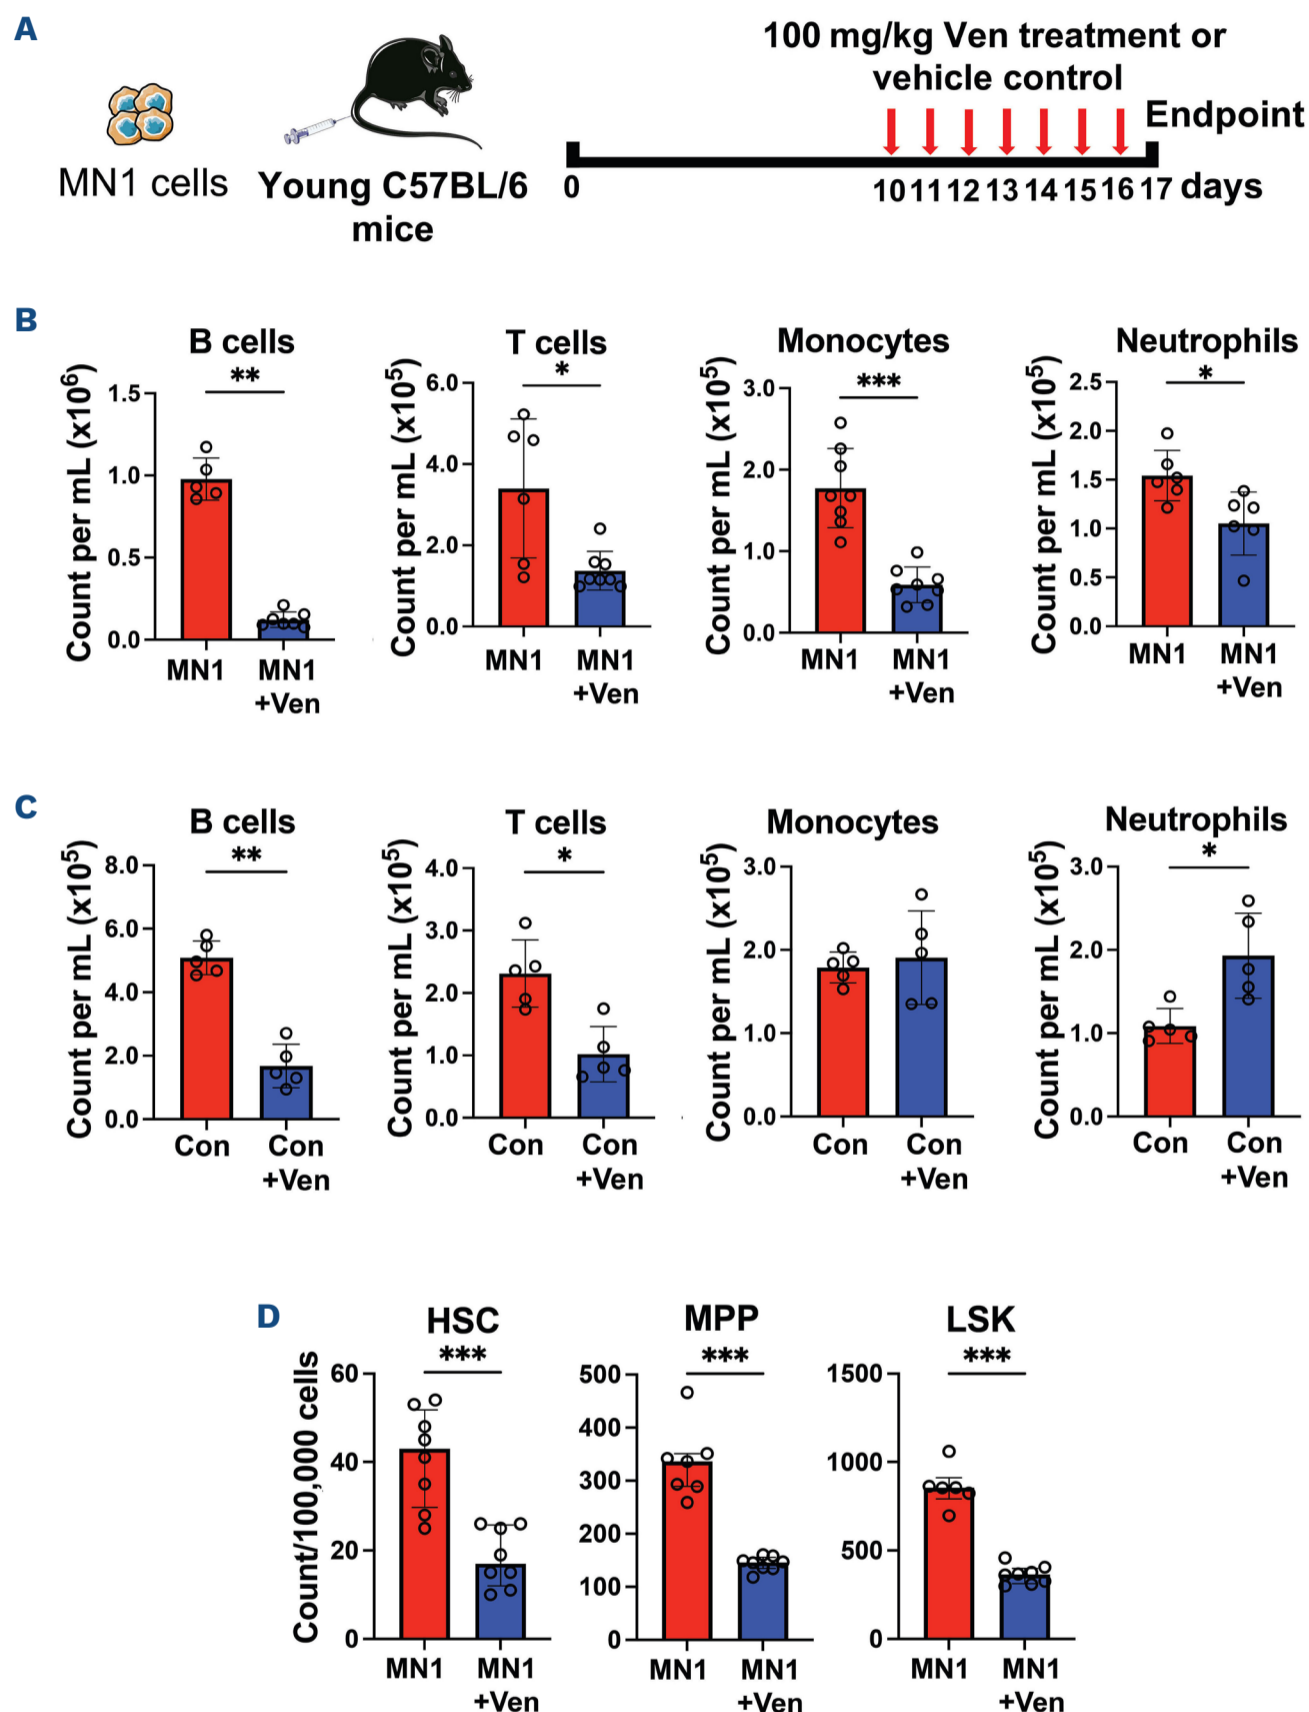 A
100 mg/kg Ven treatment or
vehicle control
Endpoint
MN1 cells
Young C57BL/6
mice
0
10 11 12 13 14 15 16 17 days
B
B cells
**
Count per mL (x10⁶)
1.5
1.0
0.5
0.0
MN1
MN1
+Ven
T cells
*
Count per mL (x10⁵)
6.0
4.0
2.0
0.0
MN1
MN1
+Ven
Monocytes
***
Count per mL (x10⁵)
3.0
2.0
1.0
0.0
MN1
MN1
+Ven
Neutrophils
*
Count per mL (x10⁵)
2.5
2.0
1.5
1.0
0.5
0.0
MN1
MN1
+Ven
C
B cells
**
Count per mL (x10⁵)
8.0
6.0
4.0
2.0
0.0
Con
Con
+Ven
T cells
*
Count per mL (x10⁵)
4.0
3.0
2.0
1.0
0.0
Con
Con
+Ven
Monocytes
Count per mL (x10⁵)
3.0
2.0
1.0
0.0
Con
Con
+Ven
Neutrophils
*
Count per mL (x10⁵)
3.0
2.0
1.0
0.0
Con
Con
+Ven
D
HSC
***
Count/100,000 cells
60
40
20
0
MN1
MN1
+Ven
MPP
***
500
400
300
200
100
0
MN1
MN1
+Ven
LSK
***
1500
1000
500
0
MN1
MN1
+Ven